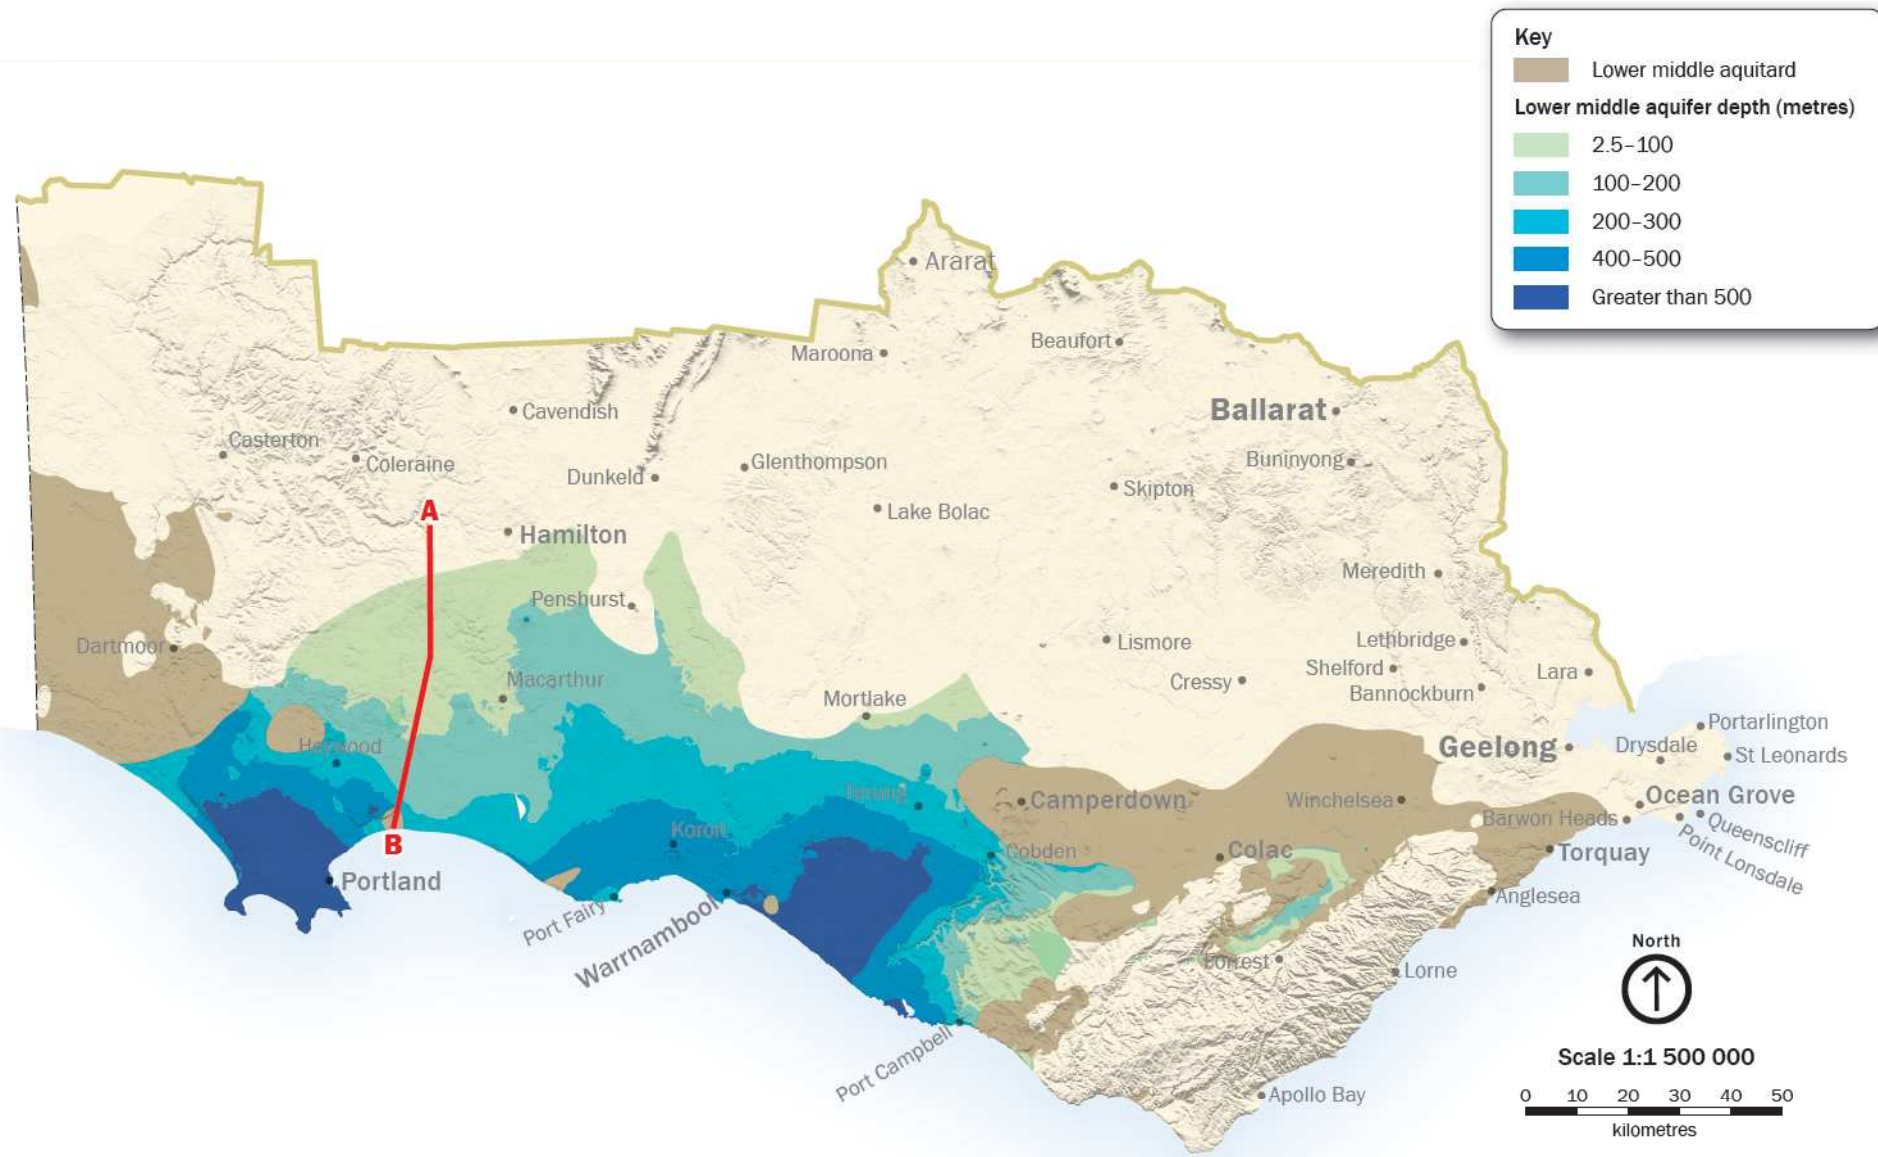 Key
Lower middle aquitard
Lower middle aquifer depth (metres)
2.5–100
100–200
200–300
400–500
Greater than 500
Ararat
Beaufort
Maroona
Cavendish
Ballarat
Casterton
Coleraine
Dunkeld
Glenthompson
Buninyong
Skipton
A
Lake Bolac
Hamilton
Meredith
Penshurst
Dartmoor
Lismore
Lethbridge
Shelford
Lara
Macarthur
Cressy
Bannockburn
Mortlake
Portarlington
Heywood
Geelong
Drysdale
St Leonards
Terang
Camperdown
Winchelsea
Ocean Grove
Koroit
Barwon Heads
Queenscliff
B
Cobden
Colac
Torquay
Point Lonsdale
Portland
Anglesea
Port Fairy
Warrnambool
Forrest
Lorne
North
Port Campbell
Scale 1:1 500 000
Apollo Bay
0 10 20 30 40 50
kilometres